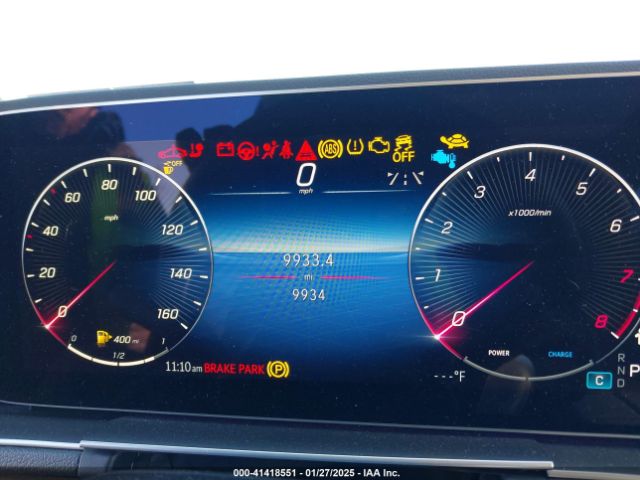 OFF
ABS
OFF
0
mph
0 20 40 60 80 100 120 140 160
mph
0 1 2 3 4 5 6 7 8
x1000/min
9933.4
mi
9934
400 mi
0 1/2 1
POWER CHARGE
11:10 am BRAKE PARK (P)
---°F
C
R
N
D
P
000-41418551 | 01/27/2025 | IAA Inc.